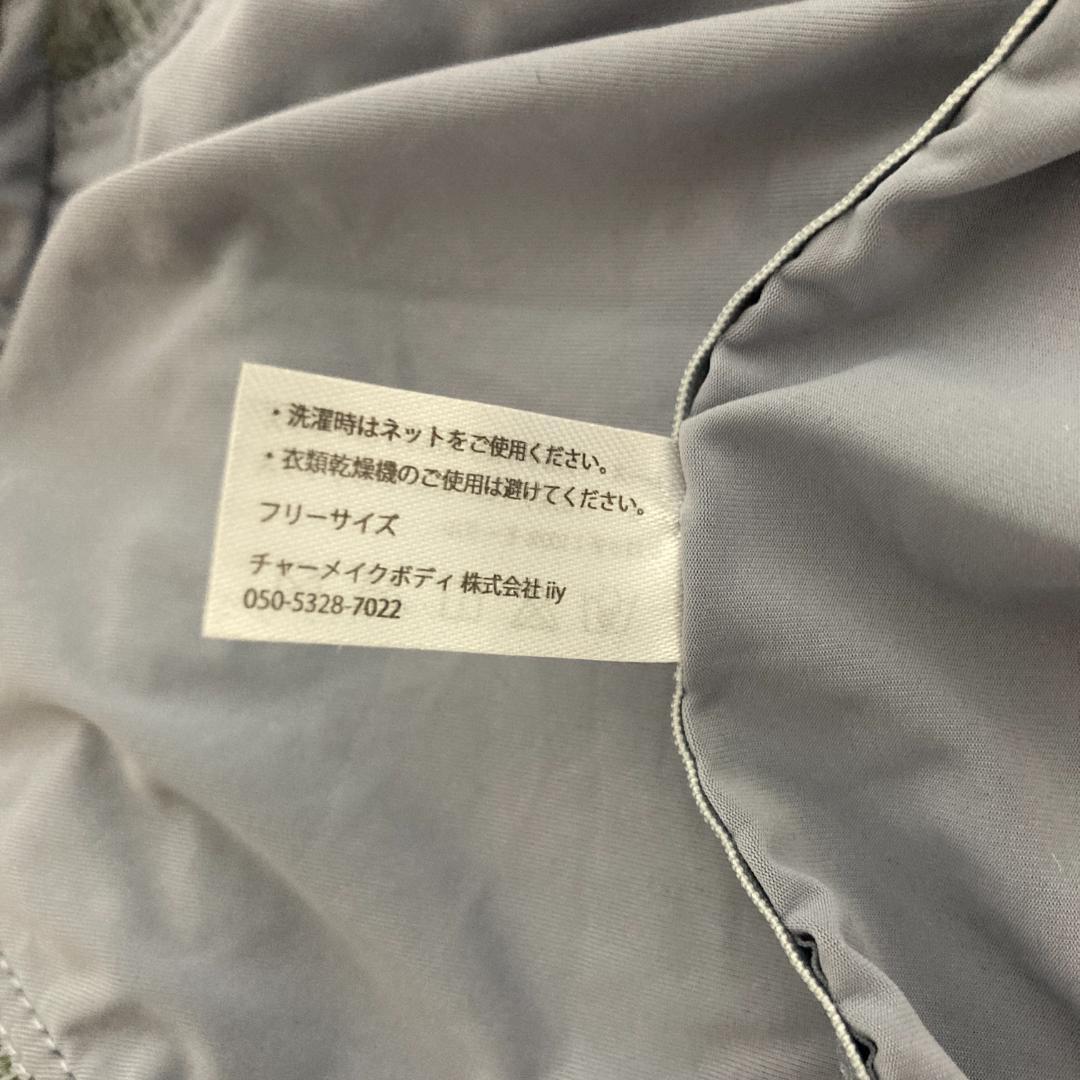 ・洗濯時はネットをご使用ください。
・衣類乾燥機のご使用は避けてください。
フリーサイズ
チャーメイクボディ 株式会社 iiy
050-5328-7022